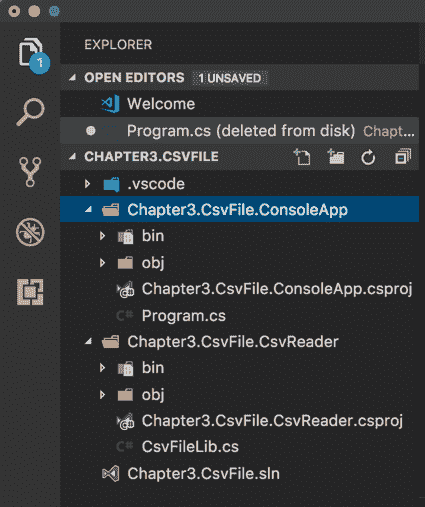 EXPLORER
1
OPEN EDITORS 1 UNSAVED
Welcome
Program.cs (deleted from disk) Chapt...
CHAPTER3.CSVFILE
.vscode
Chapter3.CsvFile.ConsoleApp
bin
obj
Chapter3.CsvFile.ConsoleApp.csproj
C# Program.cs
Chapter3.CsvFile.CsvReader
bin
obj
Chapter3.CsvFile.CsvReader.csproj
C# CsvFileLib.cs
Chapter3.CsvFile.sln